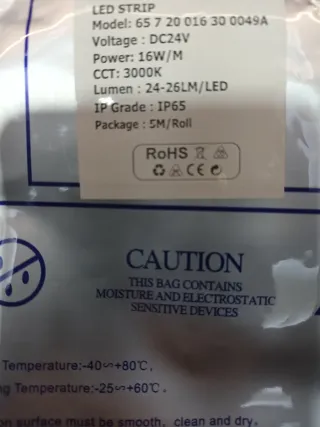 LED STRIP
Model: 65 7 20 016 30 0049A
Voltage : DC24V
Power: 16W/M
CCT: 3000K
Lumen : 24-26LM/LED
IP Grade : IP65
Package : 5M/Roll
RoHS
CE
CAUTION
THIS BAG CONTAINS
MOISTURE AND ELECTROSTATIC
SENSITIVE DEVICES
Temperature:-40∽+80℃,
ng Temperature:-25∽+60℃.
on surface must be smooth, clean and dry.